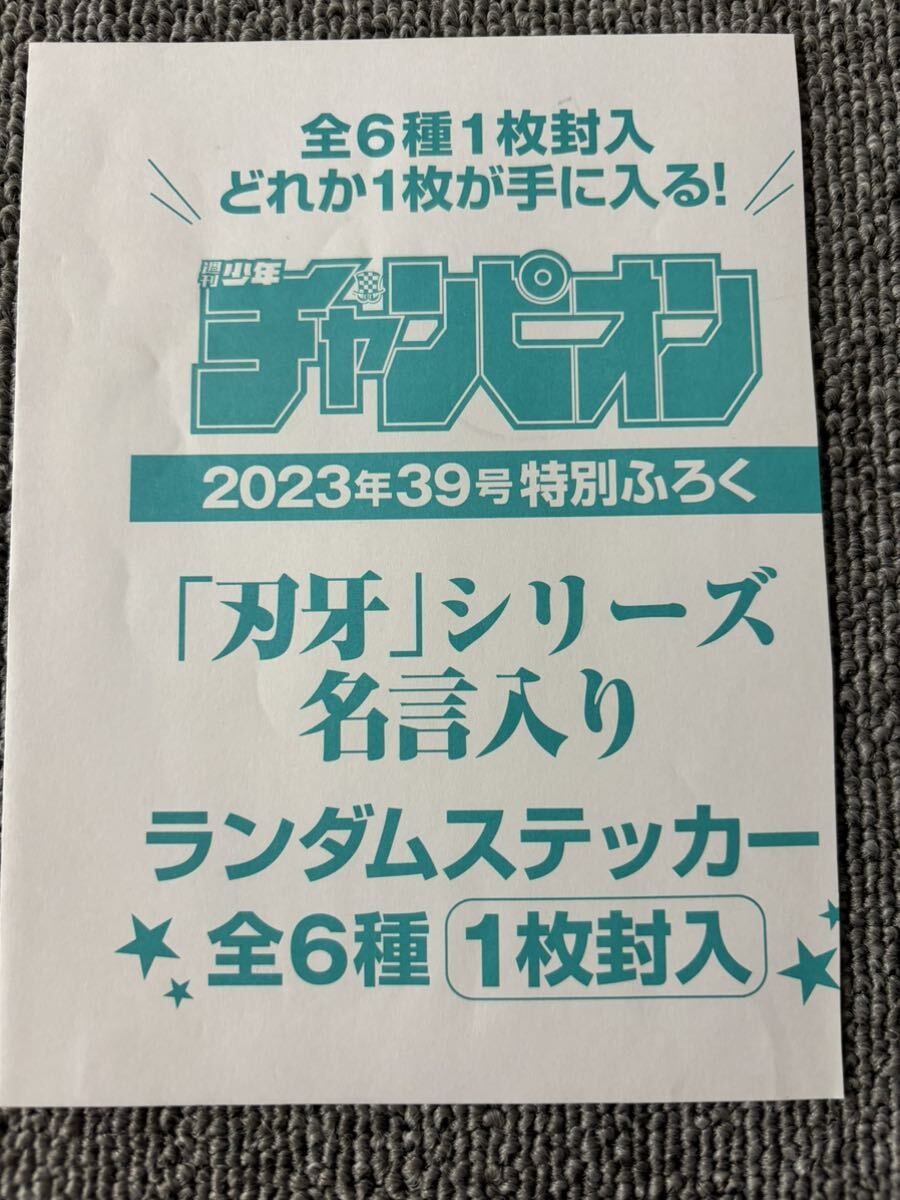 全6種1枚封入
どれか1枚が手に入る!
週刊少年
チャンピオン
2023年39号特別ふろく
「刃牙」シリーズ
名言入り
ランダムステッカー
全6種 1枚封入